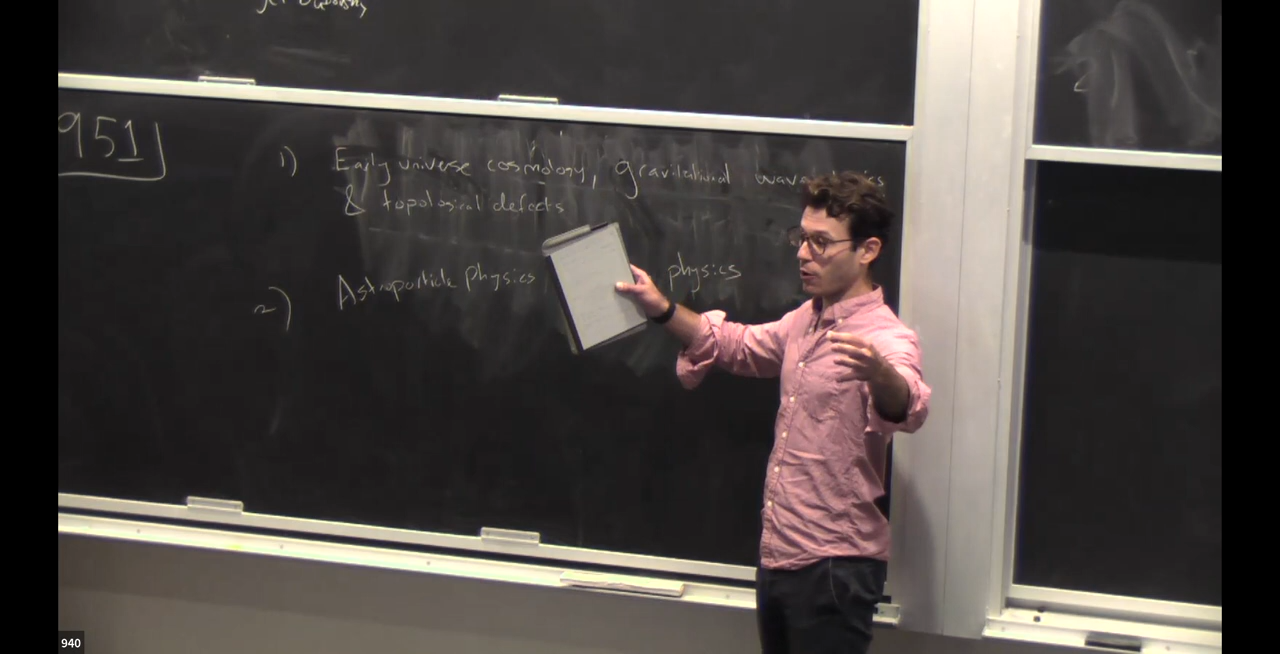 951
1) Early universe cosmology, gravitational wave
& topological defects
2) Astroparticle physics physics
940